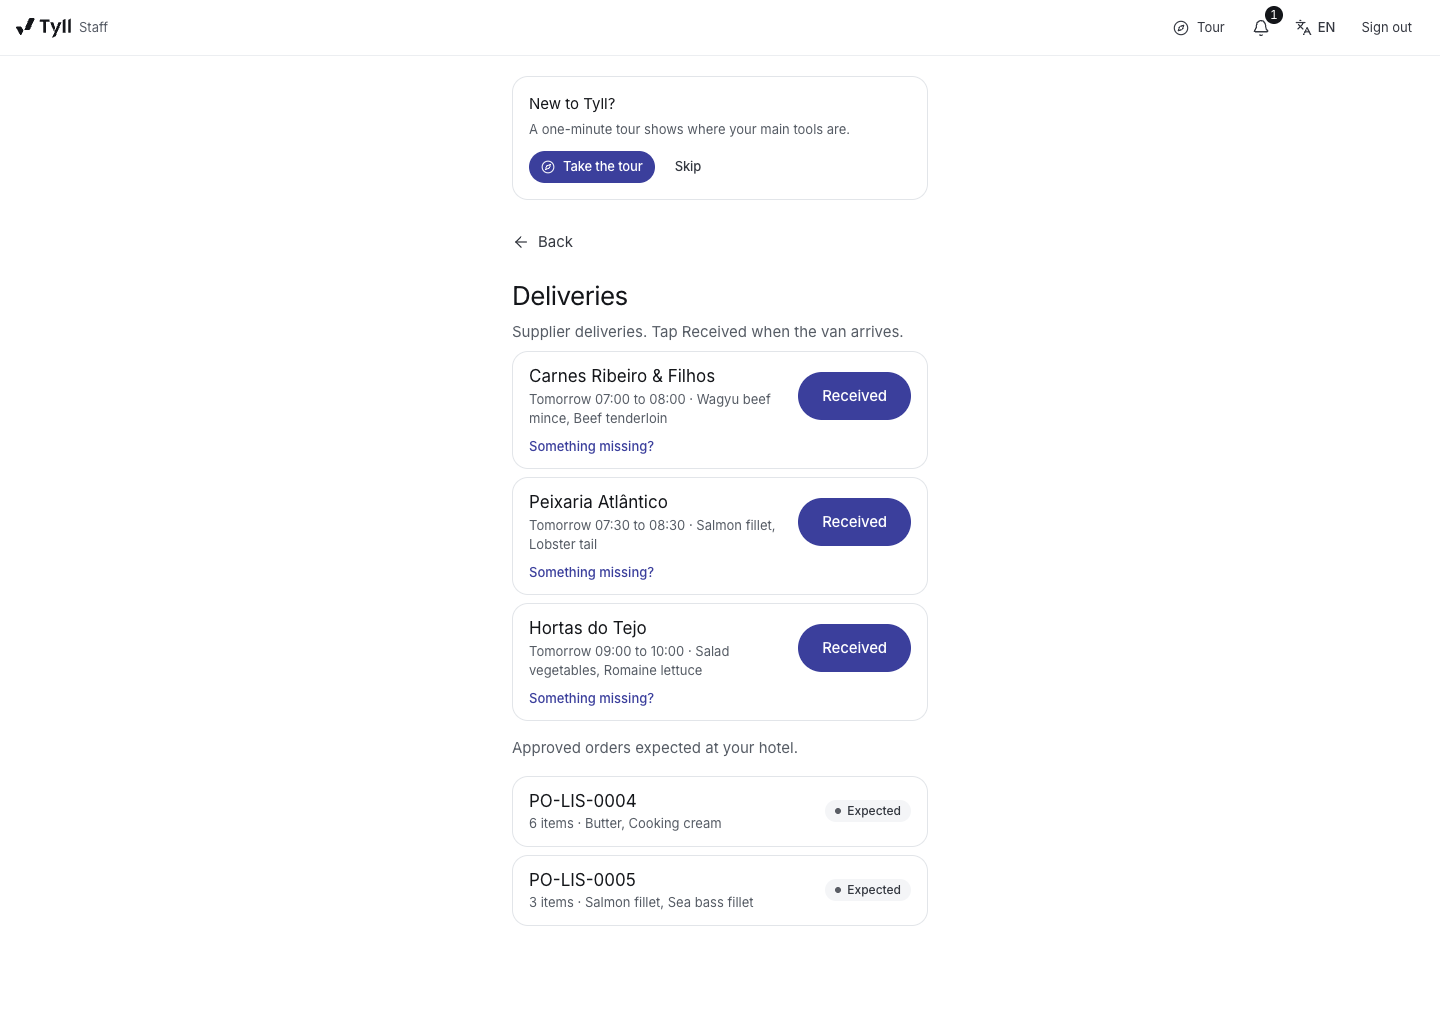 Tyll Staff
Tour
1
EN
Sign out
New to Tyll?
A one-minute tour shows where your main tools are.
Take the tour
Skip
Back
Deliveries
Supplier deliveries. Tap Received when the van arrives.
Carnes Ribeiro & Filhos
Tomorrow 07:00 to 08:00 · Wagyu beef
mince, Beef tenderloin
Something missing?
Received
Peixaria Atlântico
Tomorrow 07:30 to 08:30 · Salmon fillet,
Lobster tail
Something missing?
Received
Hortas do Tejo
Tomorrow 09:00 to 10:00 · Salad
vegetables, Romaine lettuce
Something missing?
Received
Approved orders expected at your hotel.
PO-LIS-0004
6 items · Butter, Cooking cream
Expected
PO-LIS-0005
3 items · Salmon fillet, Sea bass fillet
Expected